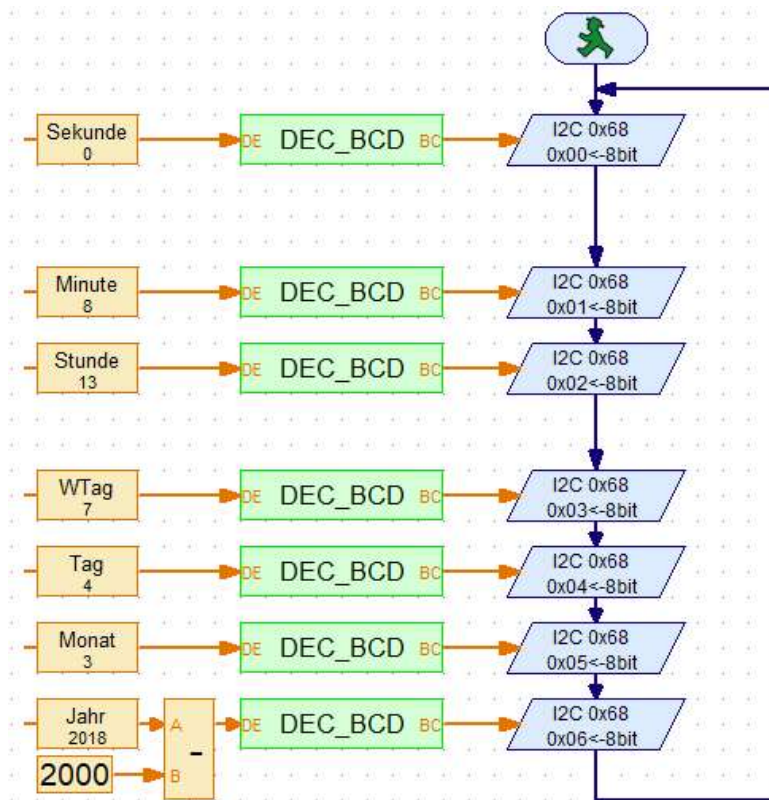 Sekunde
0
DE DEC_BCD BC
I2C 0x68
0x00<-8bit
Minute
8
DE DEC_BCD BC
I2C 0x68
0x01<-8bit
Stunde
13
DE DEC_BCD BC
I2C 0x68
0x02<-8bit
WTag
7
DE DEC_BCD BC
I2C 0x68
0x03<-8bit
Tag
4
DE DEC_BCD BC
I2C 0x68
0x04<-8bit
Monat
3
DE DEC_BCD BC
I2C 0x68
0x05<-8bit
Jahr
2018
2000
A
-
B
DE DEC_BCD BC
I2C 0x68
0x06<-8bit